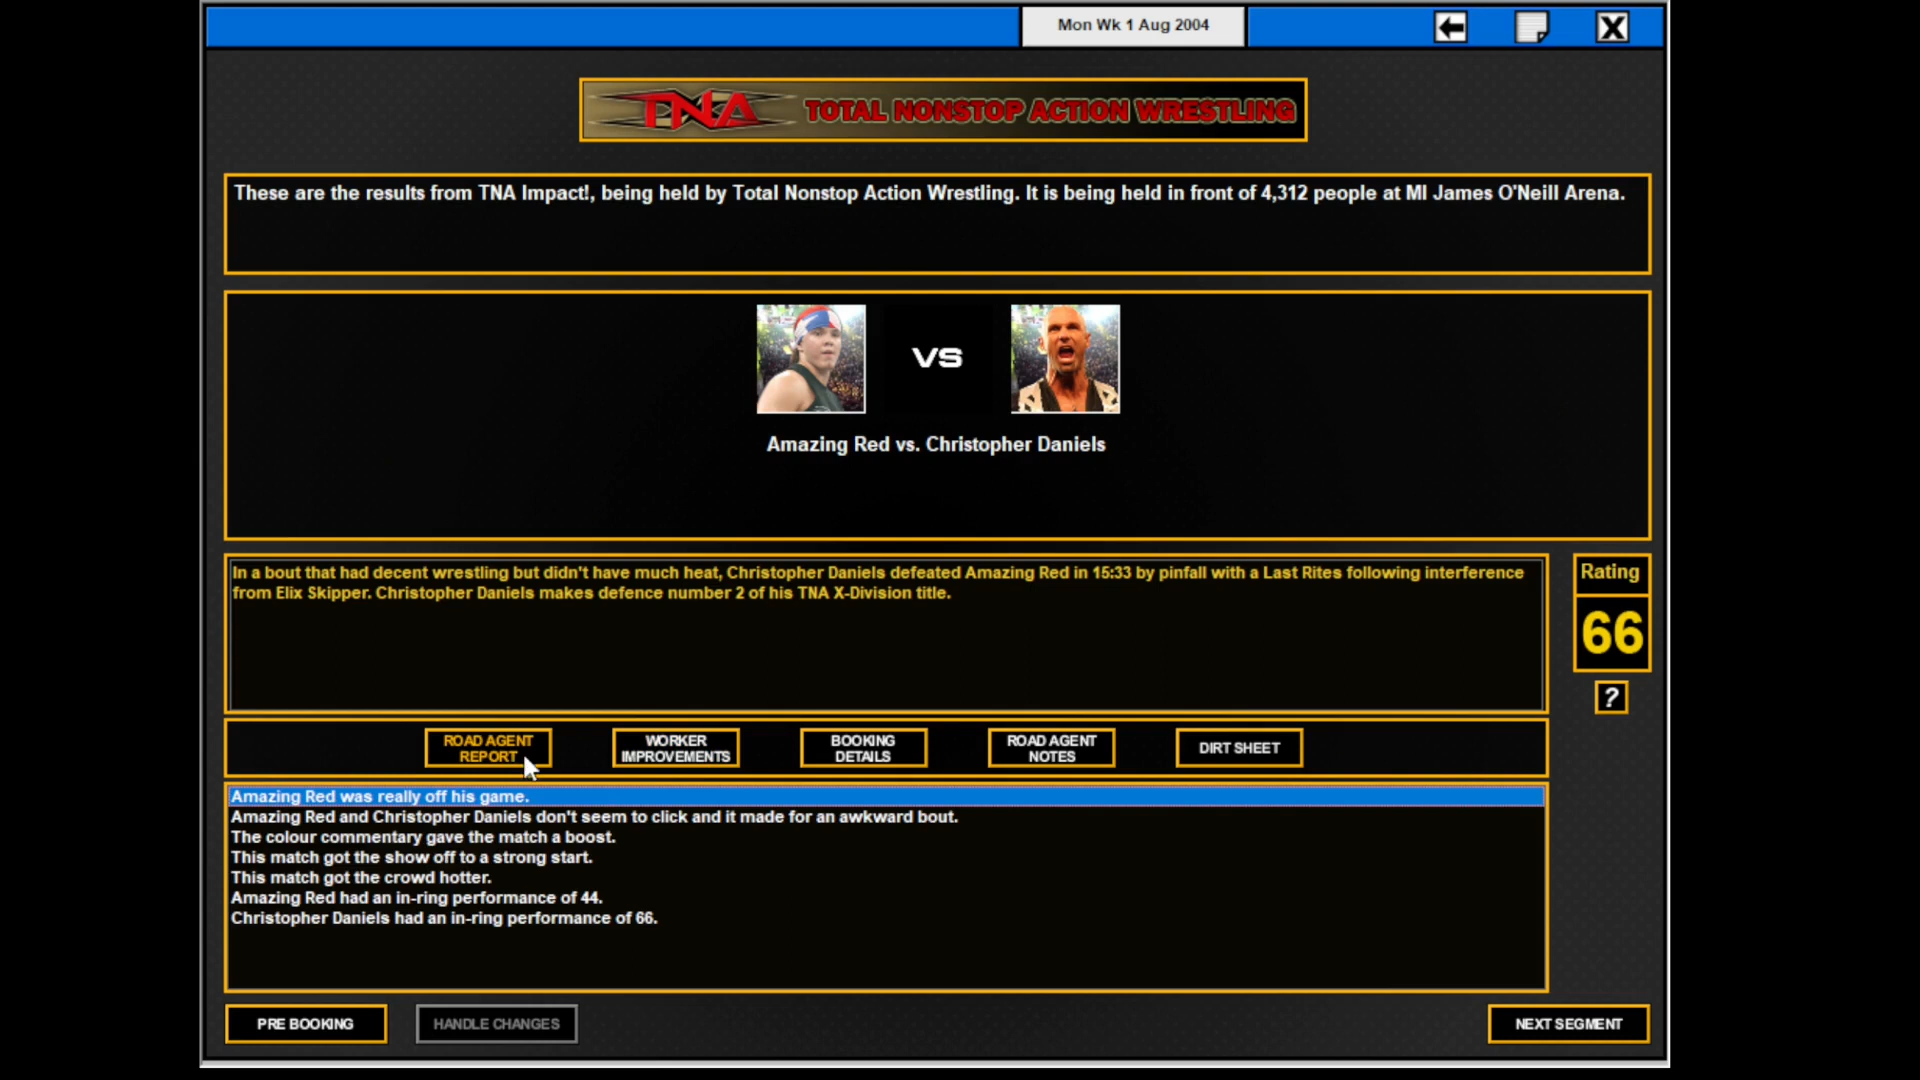 Mon Wk 1 Aug 2004
TNA TOTAL NONSTOP ACTION WRESTLING
These are the results from TNA Impact!, being held by Total Nonstop Action Wrestling. It is being held in front of 4,312 people at MI James O'Neill Arena.
VS
Amazing Red vs. Christopher Daniels
In a bout that had decent wrestling but didn't have much heat, Christopher Daniels defeated Amazing Red in 15:33 by pinfall with a Last Rites following interference
from Elix Skipper. Christopher Daniels makes defence number 2 of his TNA X-Division title.
Rating
66
?
ROAD AGENT
REPORT
WORKER
IMPROVEMENTS
BOOKING
DETAILS
ROAD AGENT
NOTES
DIRT SHEET
Amazing Red was really off his game.
Amazing Red and Christopher Daniels don't seem to click and it made for an awkward bout.
The colour commentary gave the match a boost.
This match got the show off to a strong start.
This match got the crowd hotter.
Amazing Red had an in-ring performance of 44.
Christopher Daniels had an in-ring performance of 66.
PRE BOOKING
HANDLE CHANGES
NEXT SEGMENT